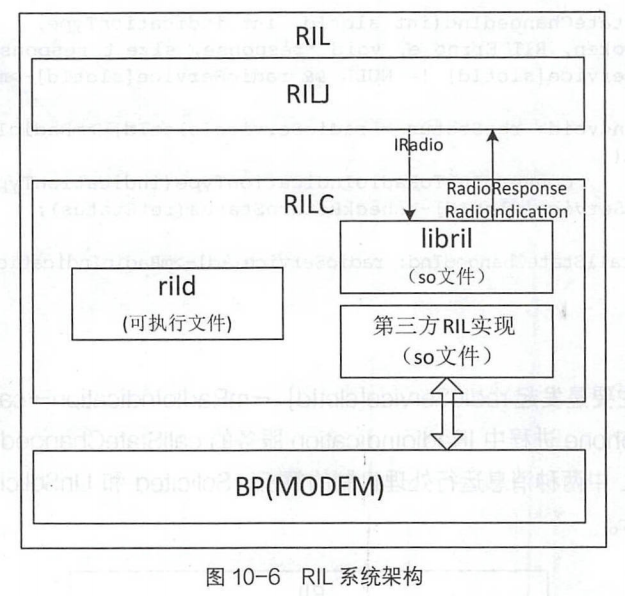 RIL
RILJ
IRadio
RadioResponse
RadioIndication
RILC
libril
（so文件）
rild
(可执行文件)
第三方RIL实现
（so文件）
BP(MODEM)
图 10-6 RIL 系统架构